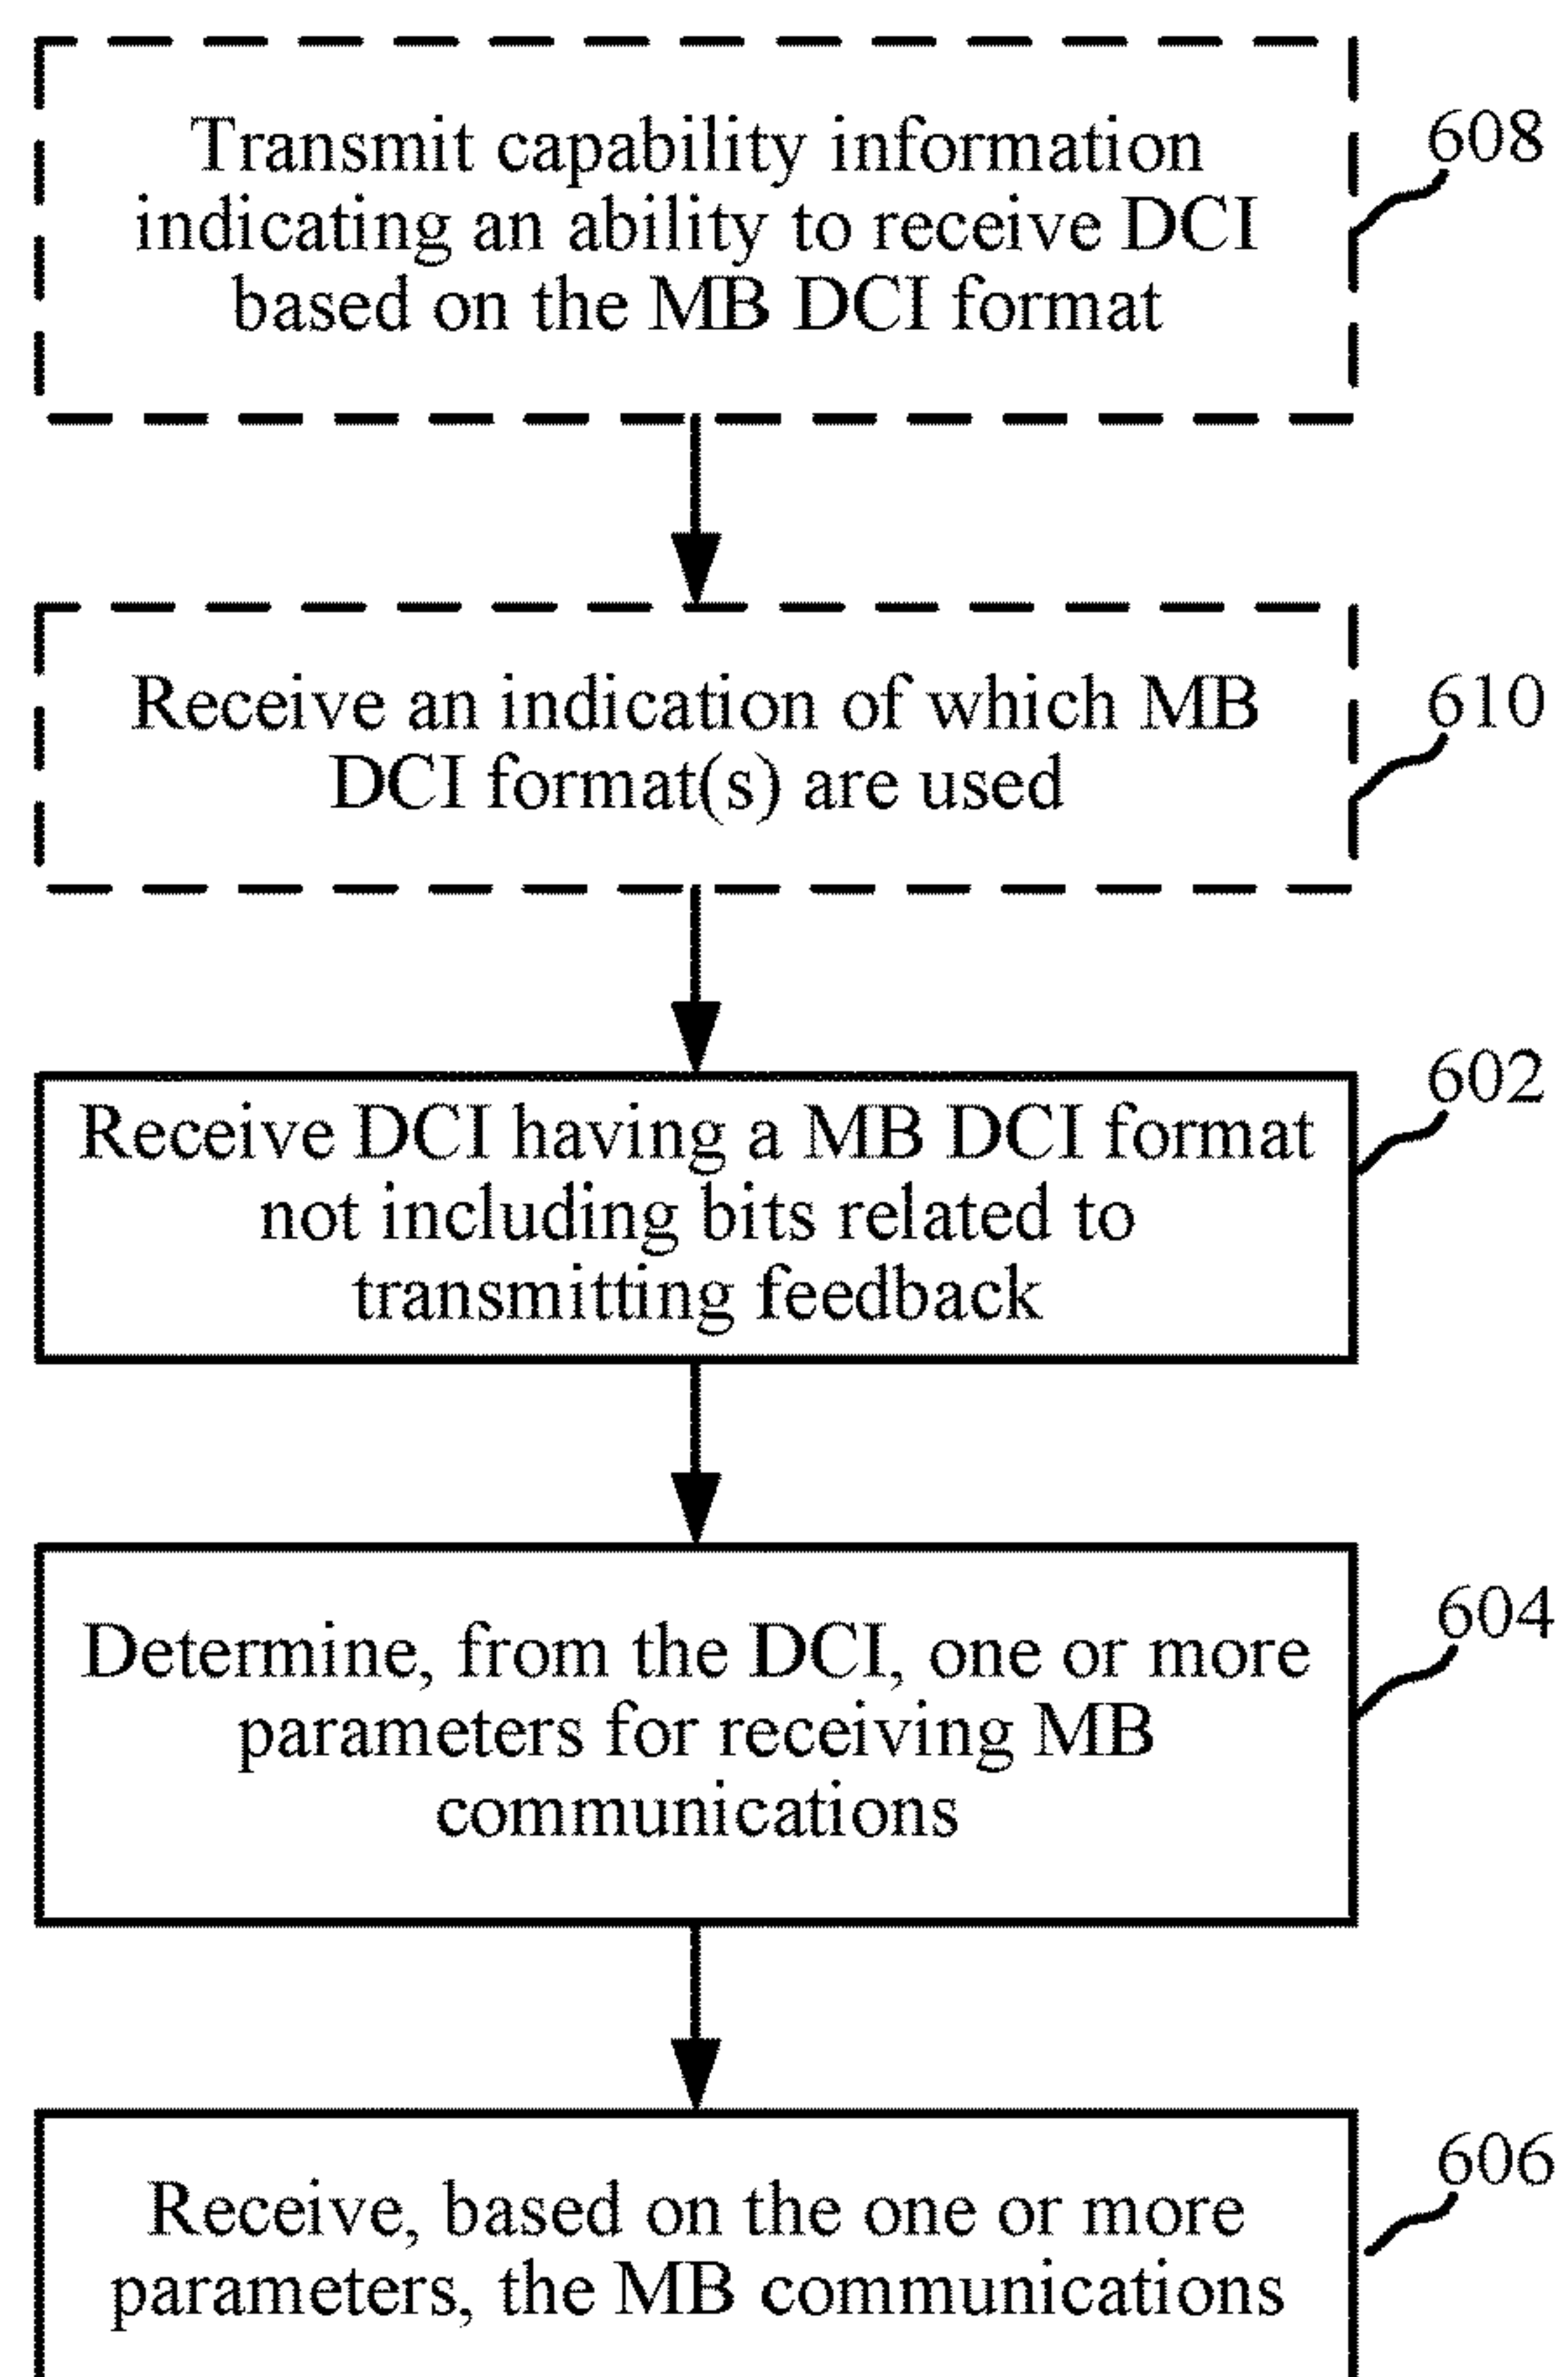 Transmit capability information
indicating an ability to receive DCI
based on the MB DCI format
608
Receive an indication of which MB
DCI format(s) are used
610
Receive DCI having a MB DCI format
not including bits related to
transmitting feedback
602
Determine, from the DCI, one or more
parameters for receiving MB
communications
604
Receive, based on the one or more
parameters, the MB communications
606